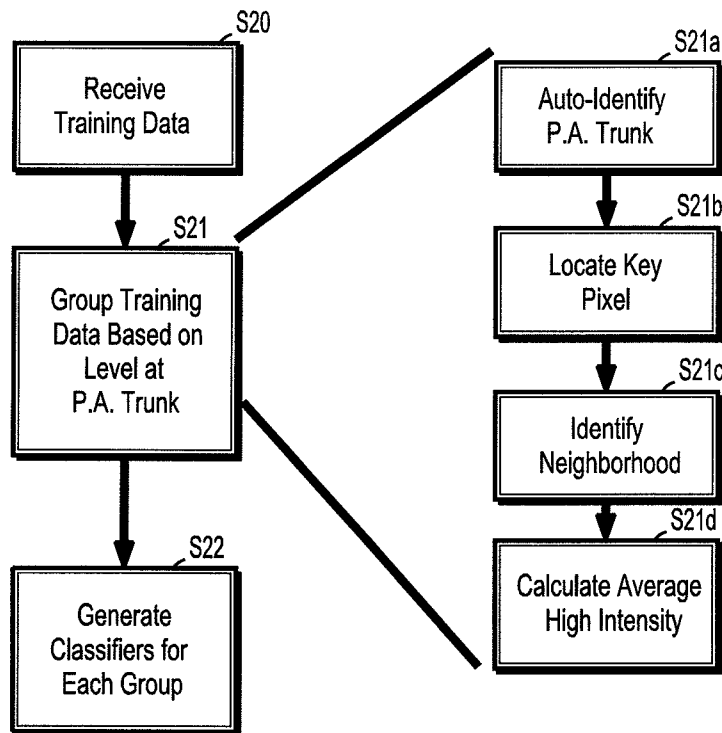 S20
Receive
Training Data
S21
Group Training
Data Based on
Level at
P.A. Trunk
S22
Generate
Classifiers for
Each Group
S21a
Auto-Identify
P.A. Trunk
S21b
Locate Key
Pixel
S21c
Identify
Neighborhood
S21d
Calculate Average
High Intensity